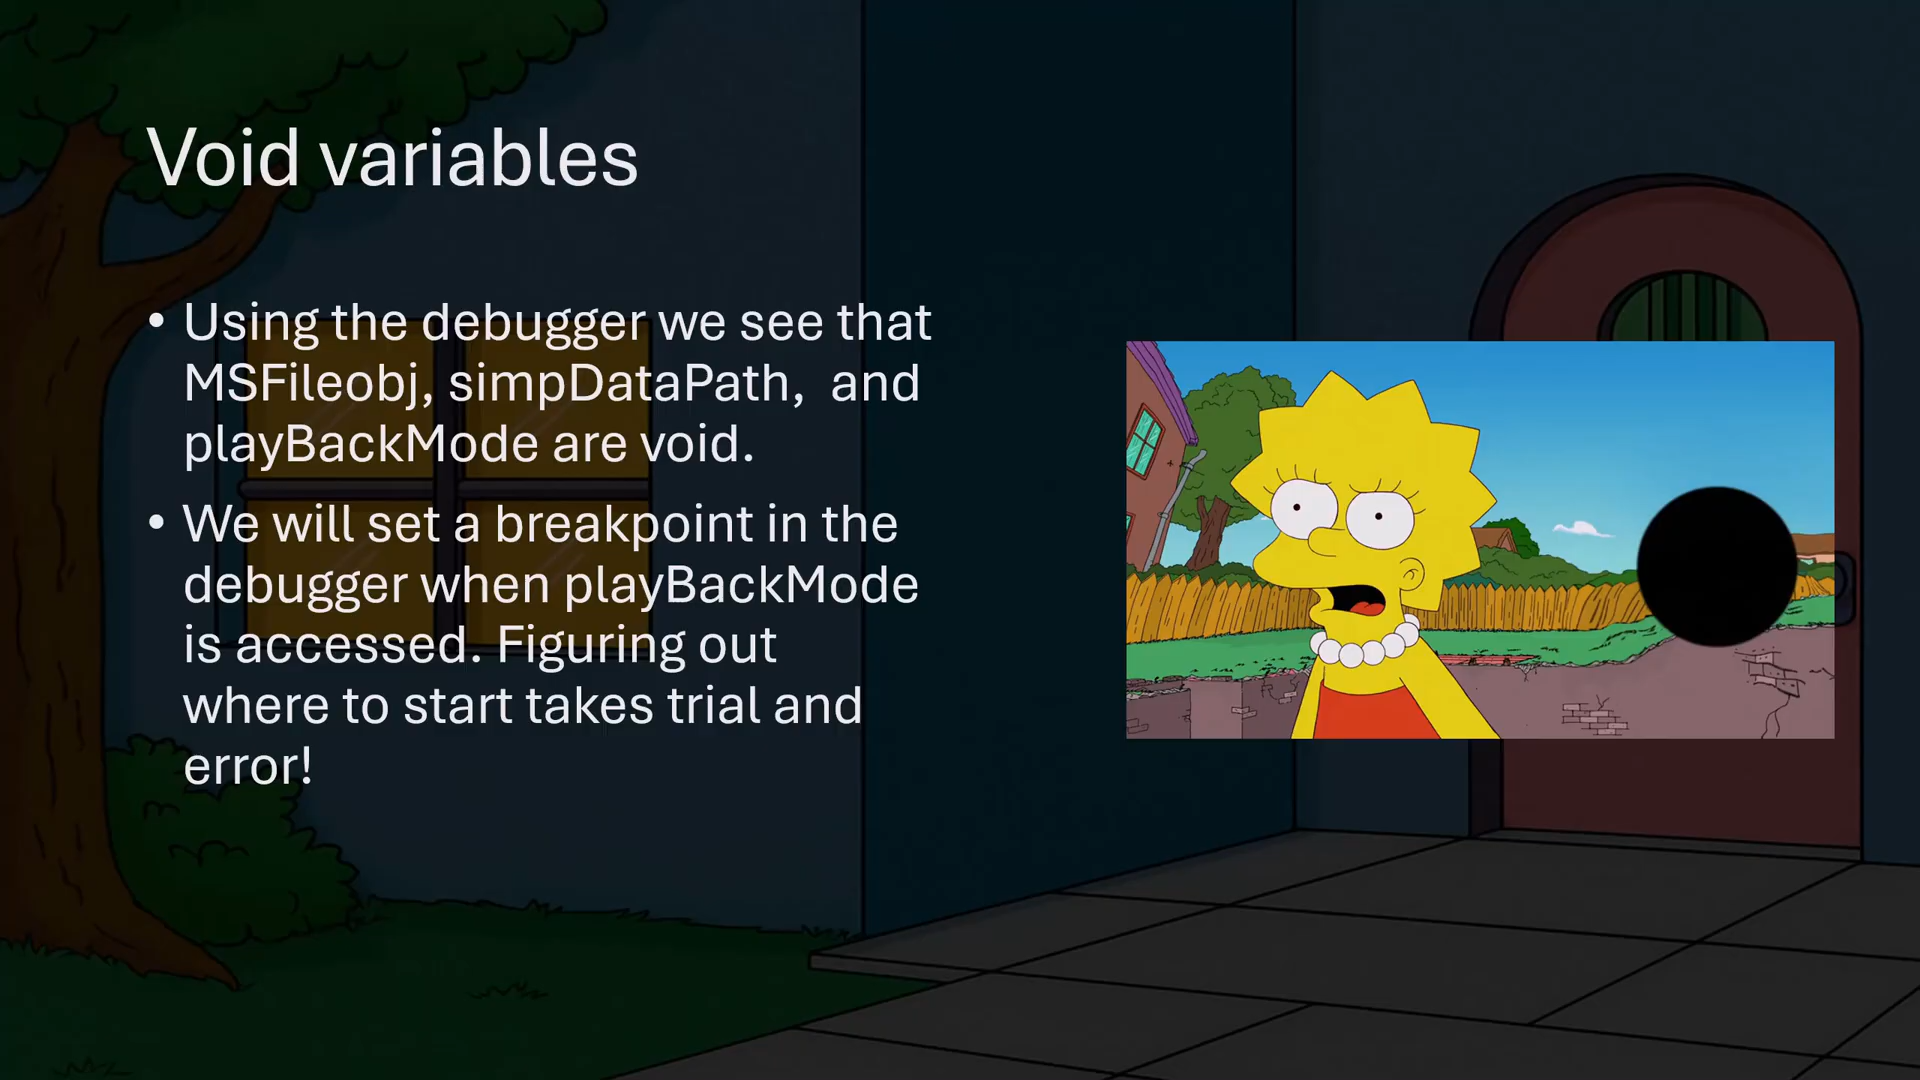 Void variables
• Using the debugger we see that
MSFileobj, simpDataPath,  and
playBackMode are void.
• We will set a breakpoint in the
debugger when playBackMode
is accessed. Figuring out
where to start takes trial and
error!